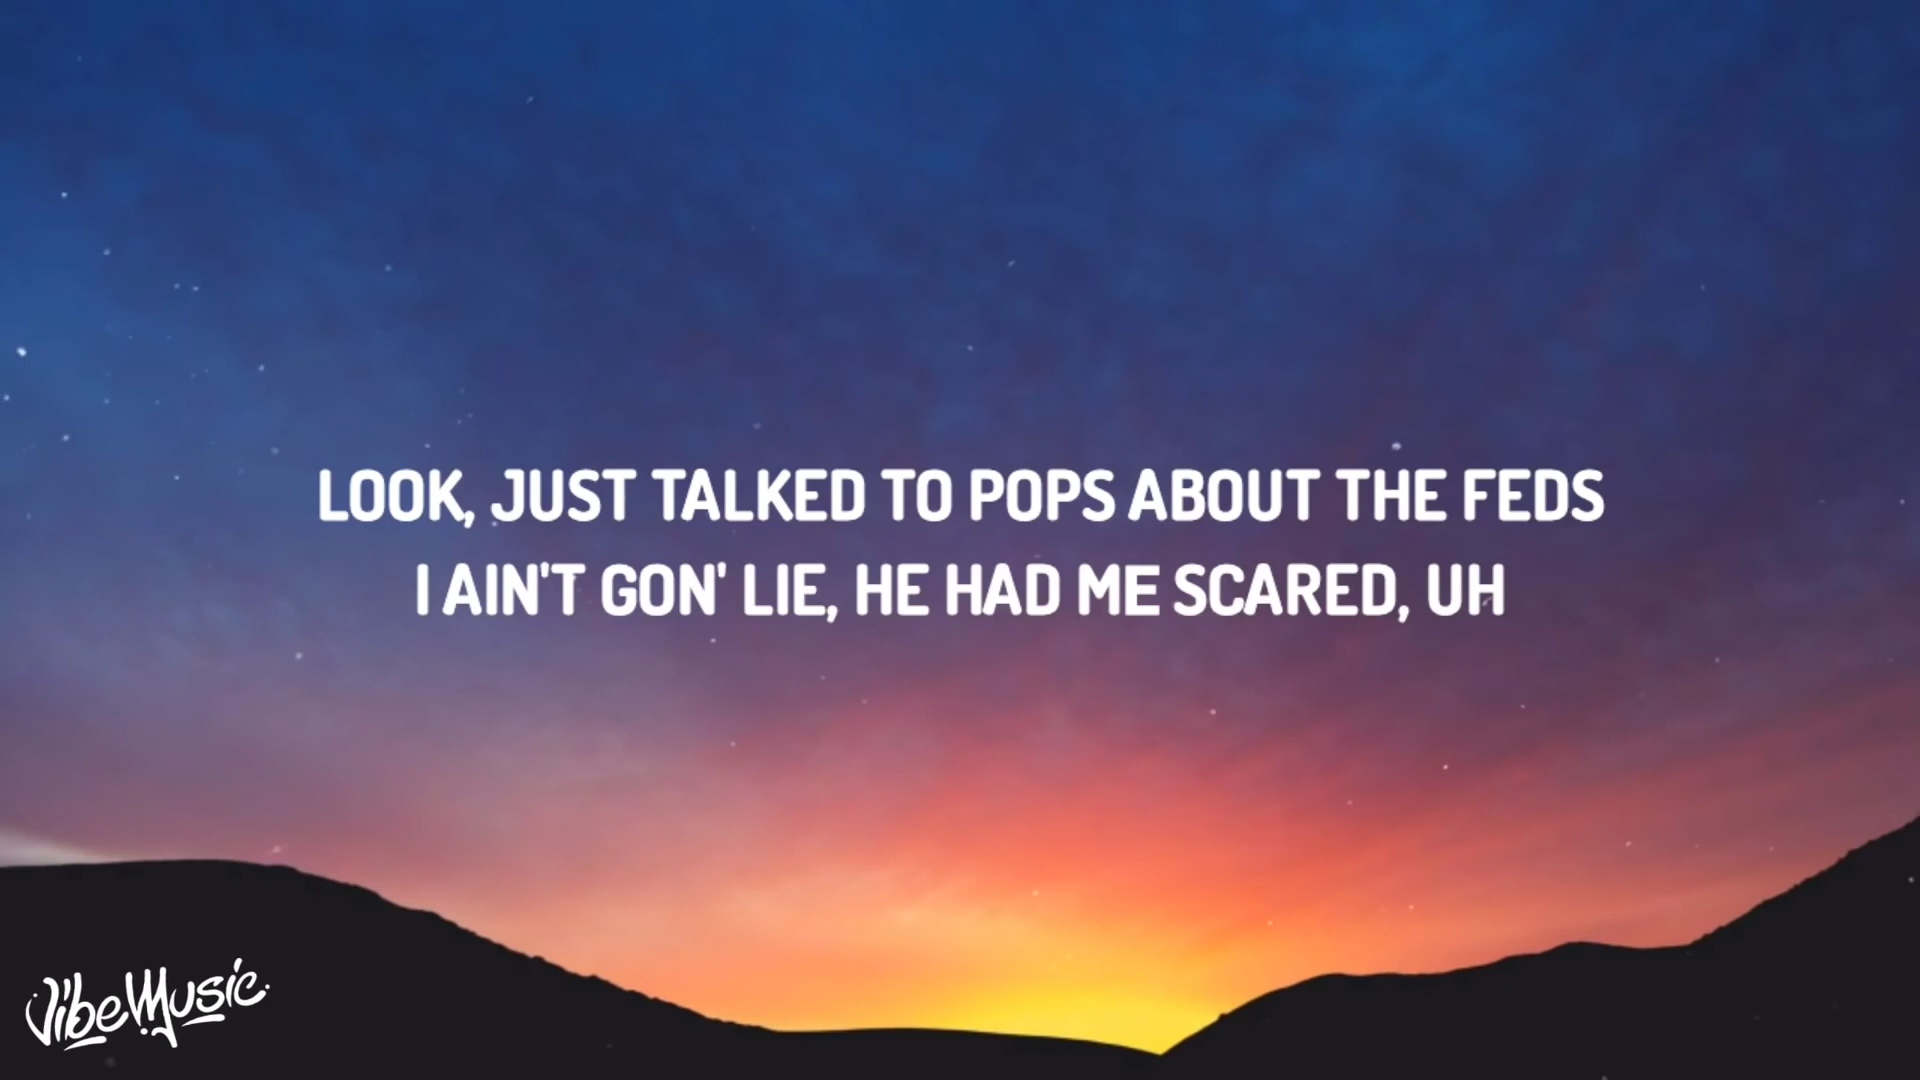 LOOK, JUST TALKED TO POPS ABOUT THE FEDS
I AIN'T GON' LIE, HE HAD ME SCARED, UH
VibeMusic.